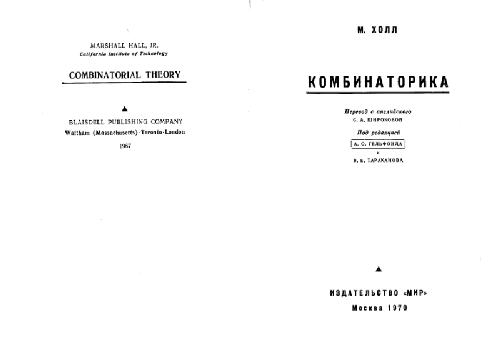 MARSHALL HALL, JR.
California Institute of Technology
COMBINATORIAL THEORY
BLAISDELL PUBLISHING COMPANY
Waltham (Massachusetts)·Toronto·London
1967
М. ХОЛЛ
КОМБИНАТОРИКА
Перевод с английского
С. А. ШИРОКОВОЙ
Под редакцией
А. О. ГЕЛЬФОНДА
и
В. Е. ТАРАКАНОВА
ИЗДАТЕЛЬСТВО «МИР»
Москва 1970